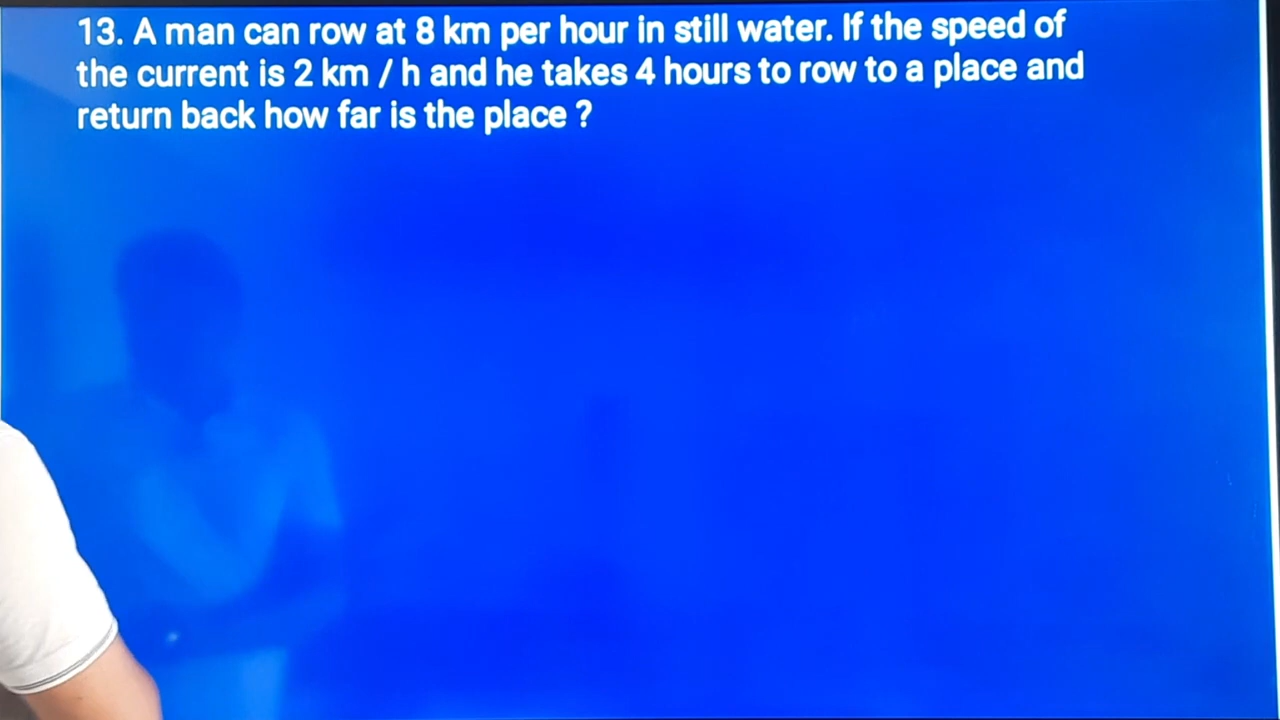 13. A man can row at 8 km per hour in still water. If the speed of
the current is 2 km / h and he takes 4 hours to row to a place and
return back how far is the place ?